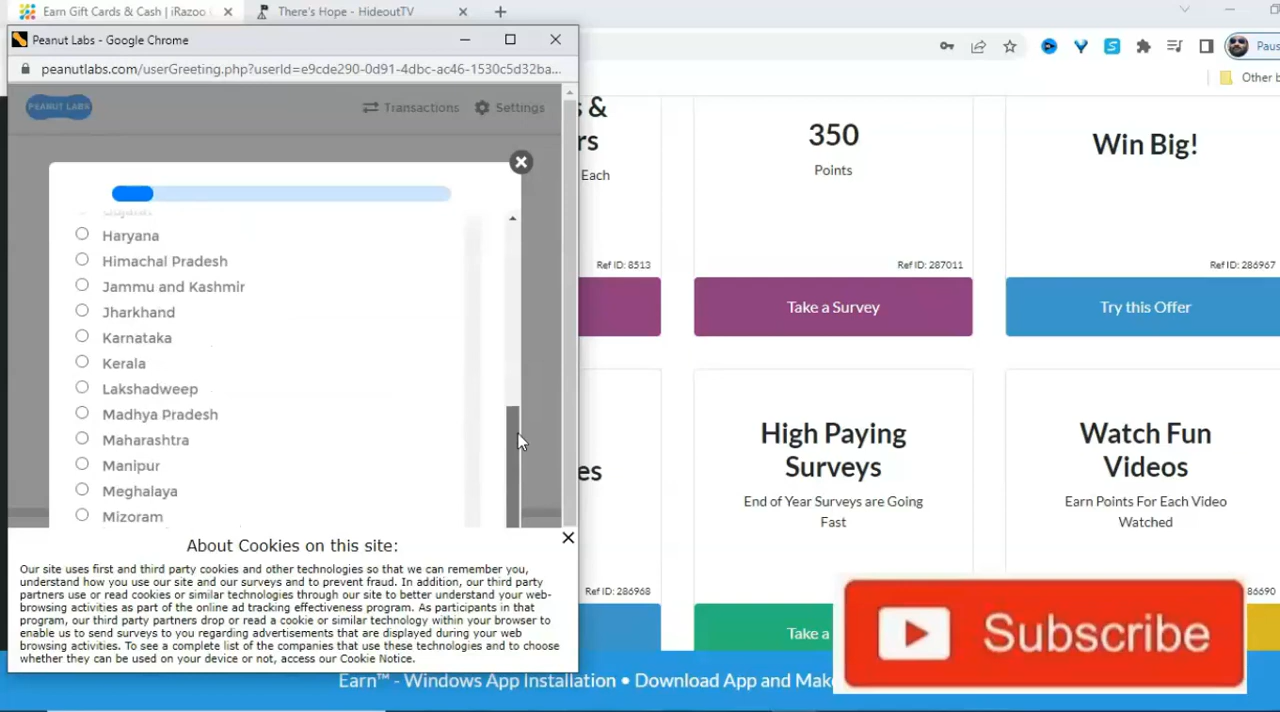 Earn Gift Cards & Cash | iRazoo
There's Hope - HideoutTV
Peanut Labs - Google Chrome
peanutlabs.com/userGreeting.php?userId=e9cde290-0d91-4dbc-ac46-1530c5d32ba...
Paus
Other b
PEANUT LABS
Transactions
Settings
Haryana
Himachal Pradesh
Jammu and Kashmir
Jharkhand
Karnataka
Kerala
Lakshadweep
Madhya Pradesh
Maharashtra
Manipur
Meghalaya
Mizoram
About Cookies on this site:
Our site uses first and third party cookies and other technologies so that we can remember you,
understand how you use our site and our surveys and to prevent fraud. In addition, our third party
partners use or read cookies or similar technologies through our site to better understand your web-
browsing activities as part of the online ad tracking effectiveness program. As participants in that
program, our third party partners drop or read a cookie or similar technology within your browser to
enable us to send surveys to you regarding advertisements that are displayed during your web
browsing activities. To see a complete list of the companies that use these technologies and to choose
whether they can be used on your device or not, access our Cookie Notice.
s &
rs
Each
Ref ID: 8513
350
Points
Ref ID: 287011
Take a Survey
Win Big!
Ref ID: 286967
Try this Offer
es
Ref ID: 286968
High Paying
Surveys
End of Year Surveys are Going
Fast
Take a
Watch Fun
Videos
Earn Points For Each Video
Watched
86690
Subscribe
Earn™ - Windows App Installation • Download App and Make